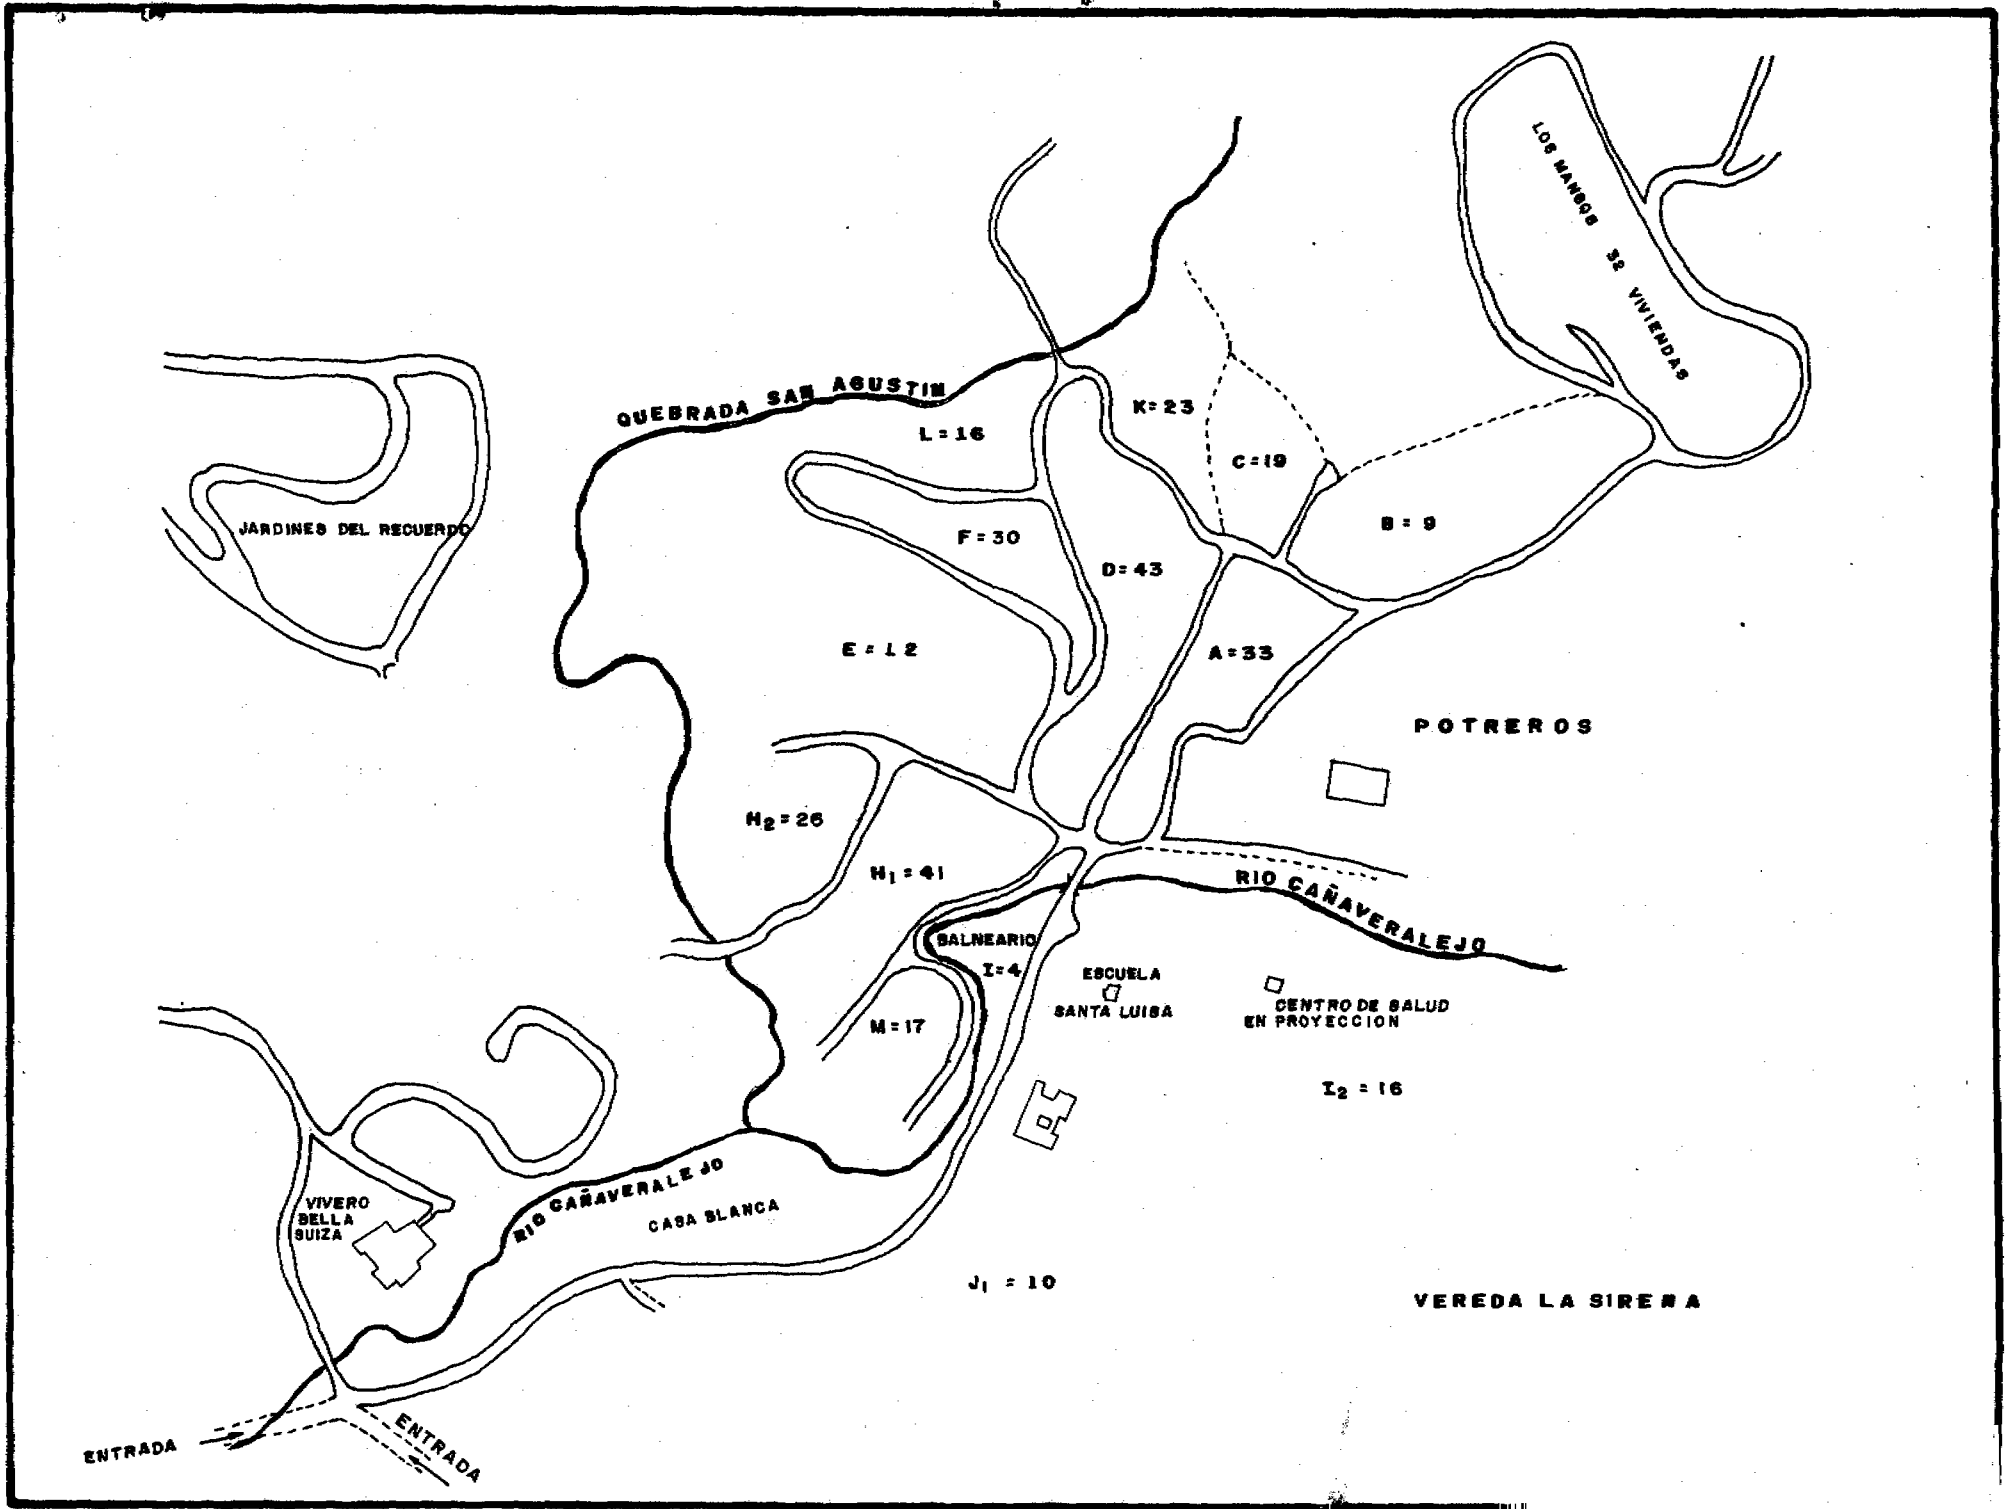 LOS MANSOS 32 VIVIENDAS
QUEBRADA SAN AGUSTIN
K=23
L=16
C=19
B=9
JARDINES DEL RECUERDO
F=30
D=43
E=12
A=33
POTREROS
H2=26
H1=41
RIO CAÑAVERALEJO
BALNEARIO
I=4
ESCUELA
SANTA LUISA
CENTRO DE SALUD
EN PROYECCION
M=17
I2=16
RIO CAÑAVERALEJO
CASA BLANCA
VIVERO
BELLA
SUIZA
J1=10
VEREDA LA SIRENA
ENTRADA
ENTRADA